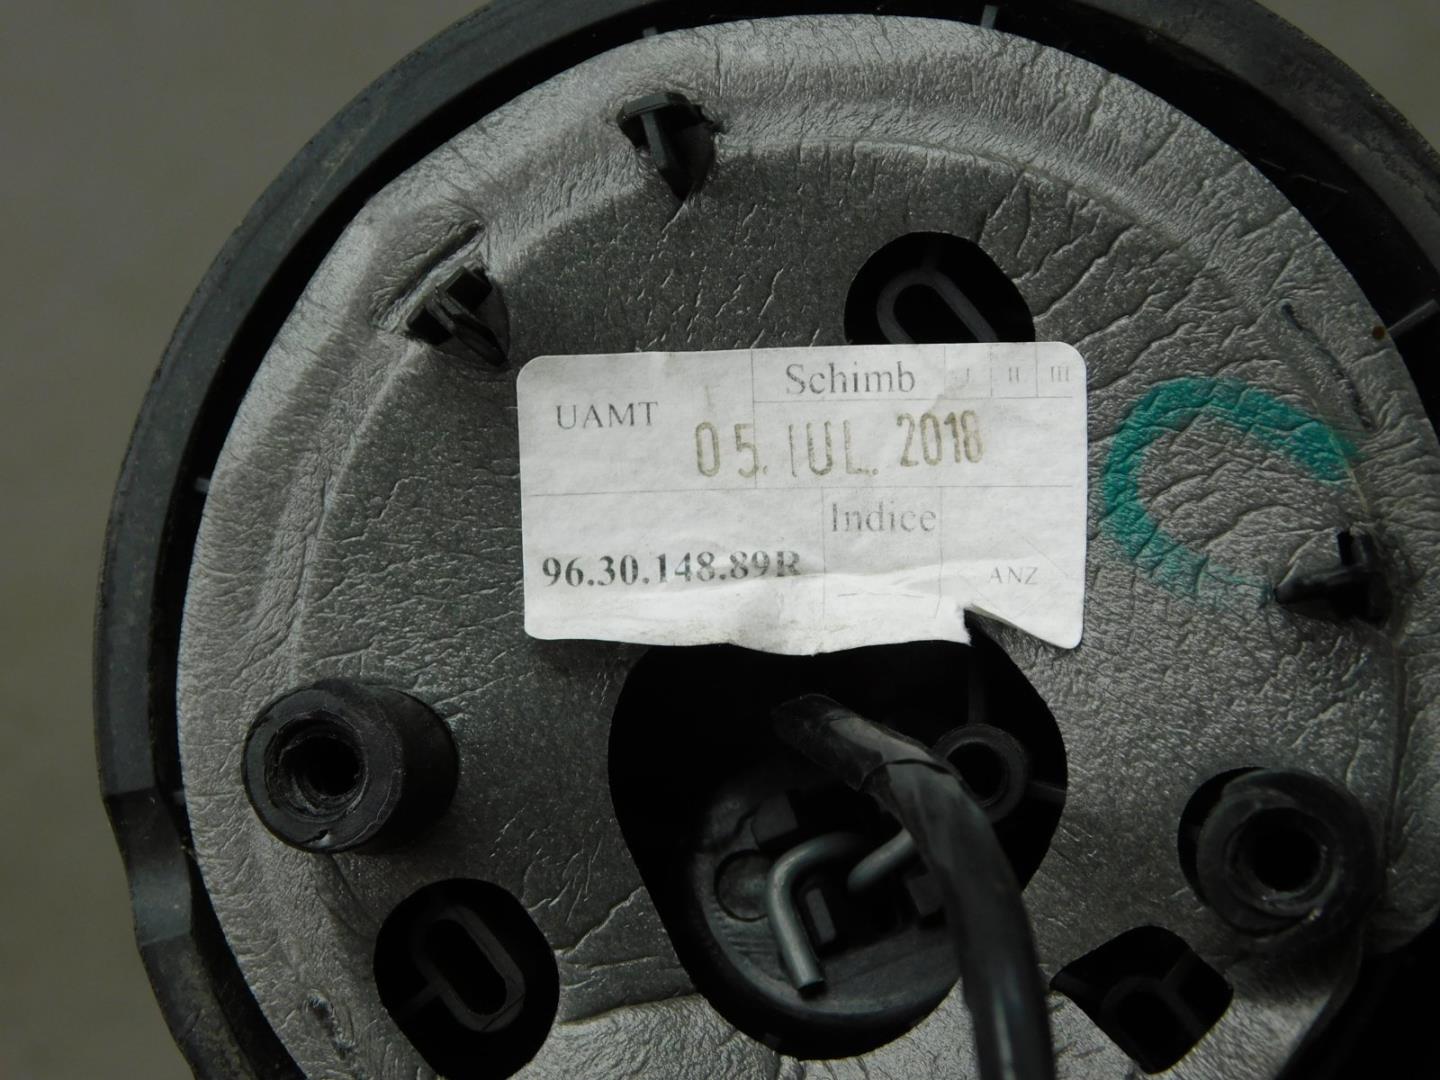 Schimb I II III
UAMT
05. IUL. 2018
Indice
96.30.148.89R
ANZ